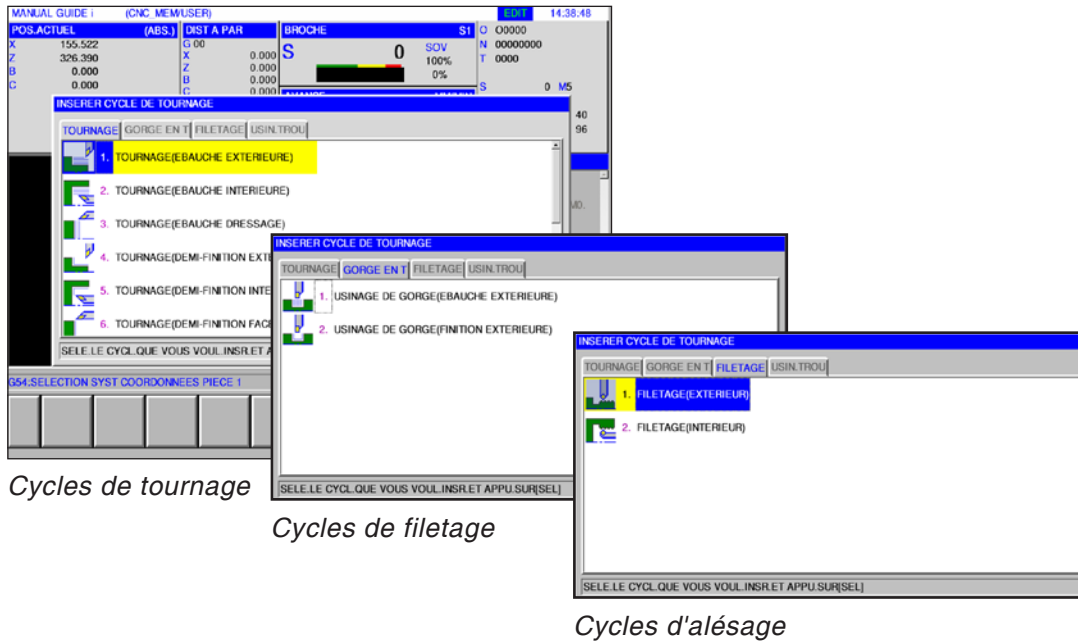 MANUAL GUIDE i (CNC_MEM/USER) EDIT 14:38:48
POS.ACTUEL (ABS.) DIST A PAR BROCHE S1 O O0000
X 155.522 G 00 S 0 SOV N 00000000
Z 326.390 X 0.000 100% T 0000
B 0.000 Z 0.000 0%
C 0.000 B 0.000 S 0 M5
C 0.000
40
96
M0.
INSERER CYCLE DE TOURNAGE
TOURNAGE GORGE EN T FILETAGE USIN.TROU
1. TOURNAGE(EBAUCHE EXTERIEURE)
2. TOURNAGE(EBAUCHE INTERIEURE)
3. TOURNAGE(EBAUCHE DRESSAGE)
4. TOURNAGE(DEMI-FINITION EXTE
5. TOURNAGE(DEMI-FINITION INTE
6. TOURNAGE(DEMI-FINITION FACE
SELE.LE CYCL.QUE VOUS VOUL.INSR.ET A
G54;SELECTION SYST COORDONNEES PIECE 1
Cycles de tournage
INSERER CYCLE DE TOURNAGE
TOURNAGE GORGE EN T FILETAGE USIN.TROU
1. USINAGE DE GORGE(EBAUCHE EXTERIEURE)
2. USINAGE DE GORGE(FINITION EXTERIEURE)
SELE.LE CYCL.QUE VOUS VOUL.INSR.ET APPU.SUR[SEL]
Cycles de filetage
INSERER CYCLE DE TOURNAGE
TOURNAGE GORGE EN T FILETAGE USIN.TROU
1. FILETAGE(EXTERIEUR)
2. FILETAGE(INTERIEUR)
SELE.LE CYCL.QUE VOUS VOUL.INSR.ET APPU.SUR[SEL]
Cycles d'alésage